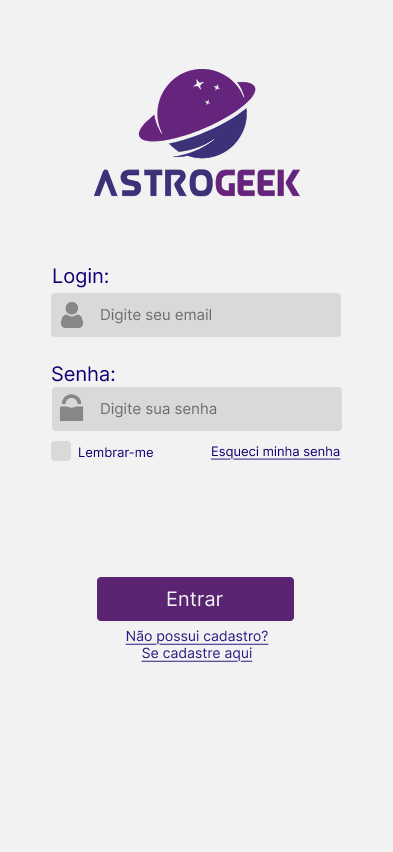 ASTROGEEK
Login:
Digite seu email
Senha:
Digite sua senha
Lembrar-me
Esqueci minha senha
Entrar
Não possui cadastro?
Se cadastre aqui